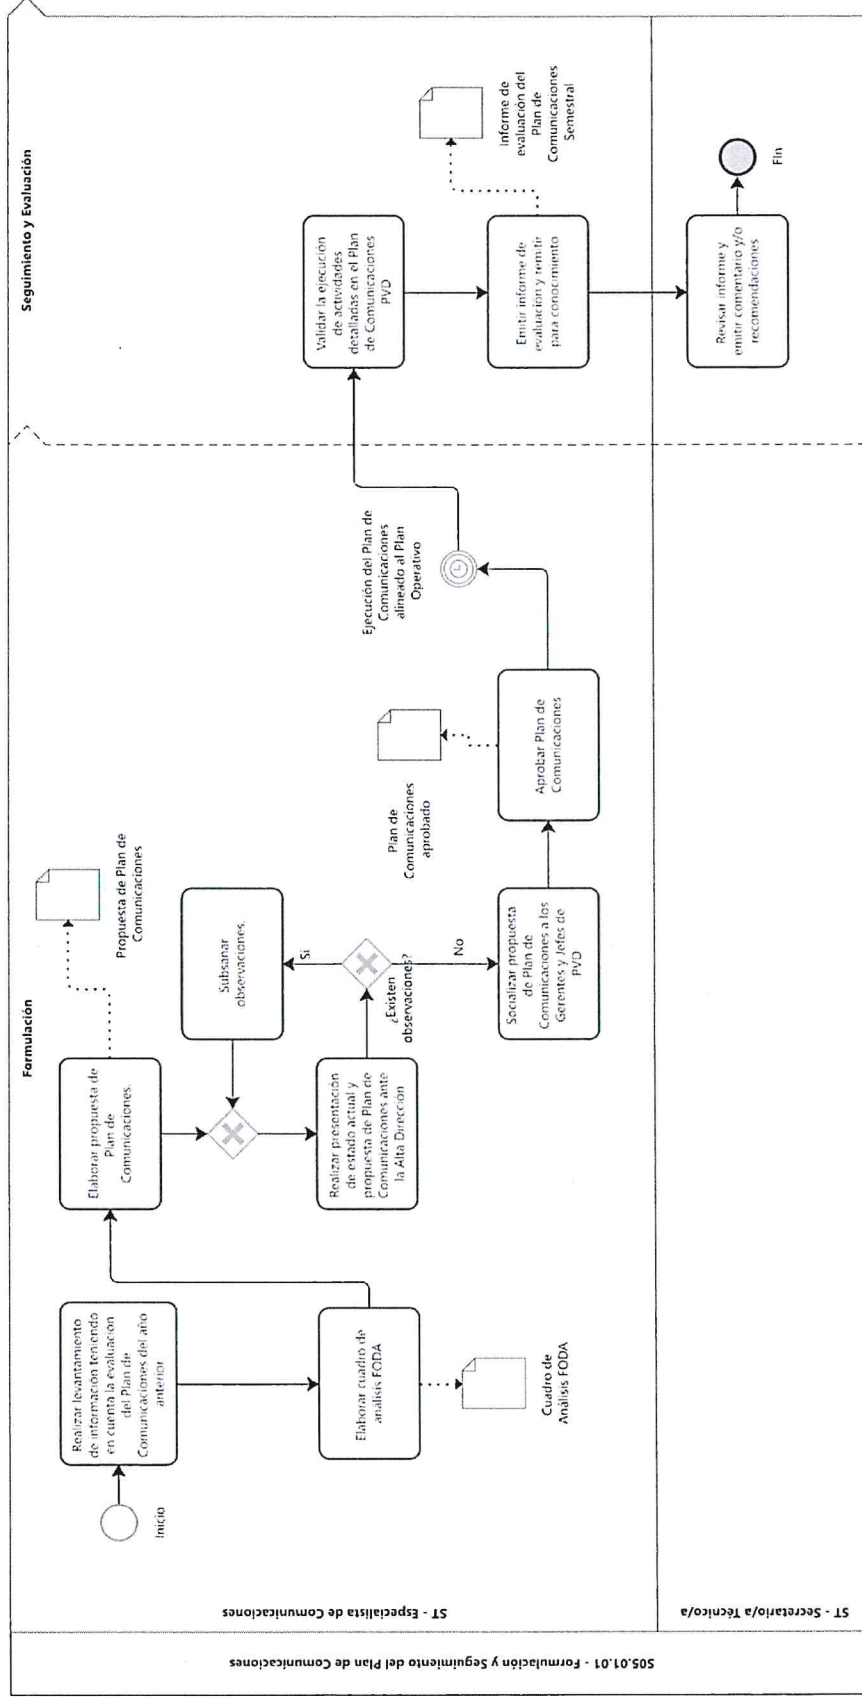 S05.01.01 - Formulación y Seguimiento del Plan de Comunicaciones
ST - Especialista de Comunicaciones
ST - Secretario/a Técnico/a
Formulación
Seguimiento y Evaluación
Inicio
Realizar levantamiento
de información teniendo
en cuenta la evaluación
del Plan de
Comunicaciones del año
anterior
Elaborar cuadro de
análisis FODA
Cuadro de
Análisis FODA
Elaborar propuesta de
Plan de
Comunicaciones.
Propuesta de Plan de
Comunicaciones
Realizar presentación
de estado actual y
propuesta de Plan de
Comunicaciones ante
la Alta Dirección
¿Existen
observaciones?
Si
Subsanar
observaciones.
No
Socializar propuesta
de Plan de
Comunicaciones a los
Gerentes y Jefes de
PVD
Aprobar Plan de
Comunicaciones
Plan de
Comunicaciones
aprobado
Ejecución del Plan de
Comunicaciones
alineado al Plan
Operativo
Validar la ejecución
de actividades
detalladas en el Plan
de Comunicaciones
PVD
Emitir informe de
evaluación y remitir
para conocimiento
Informe de
evaluación del
Plan de
Comunicaciones
Semestral
Revisar informe y
emitir comentario y/o
recomendaciones
Fin